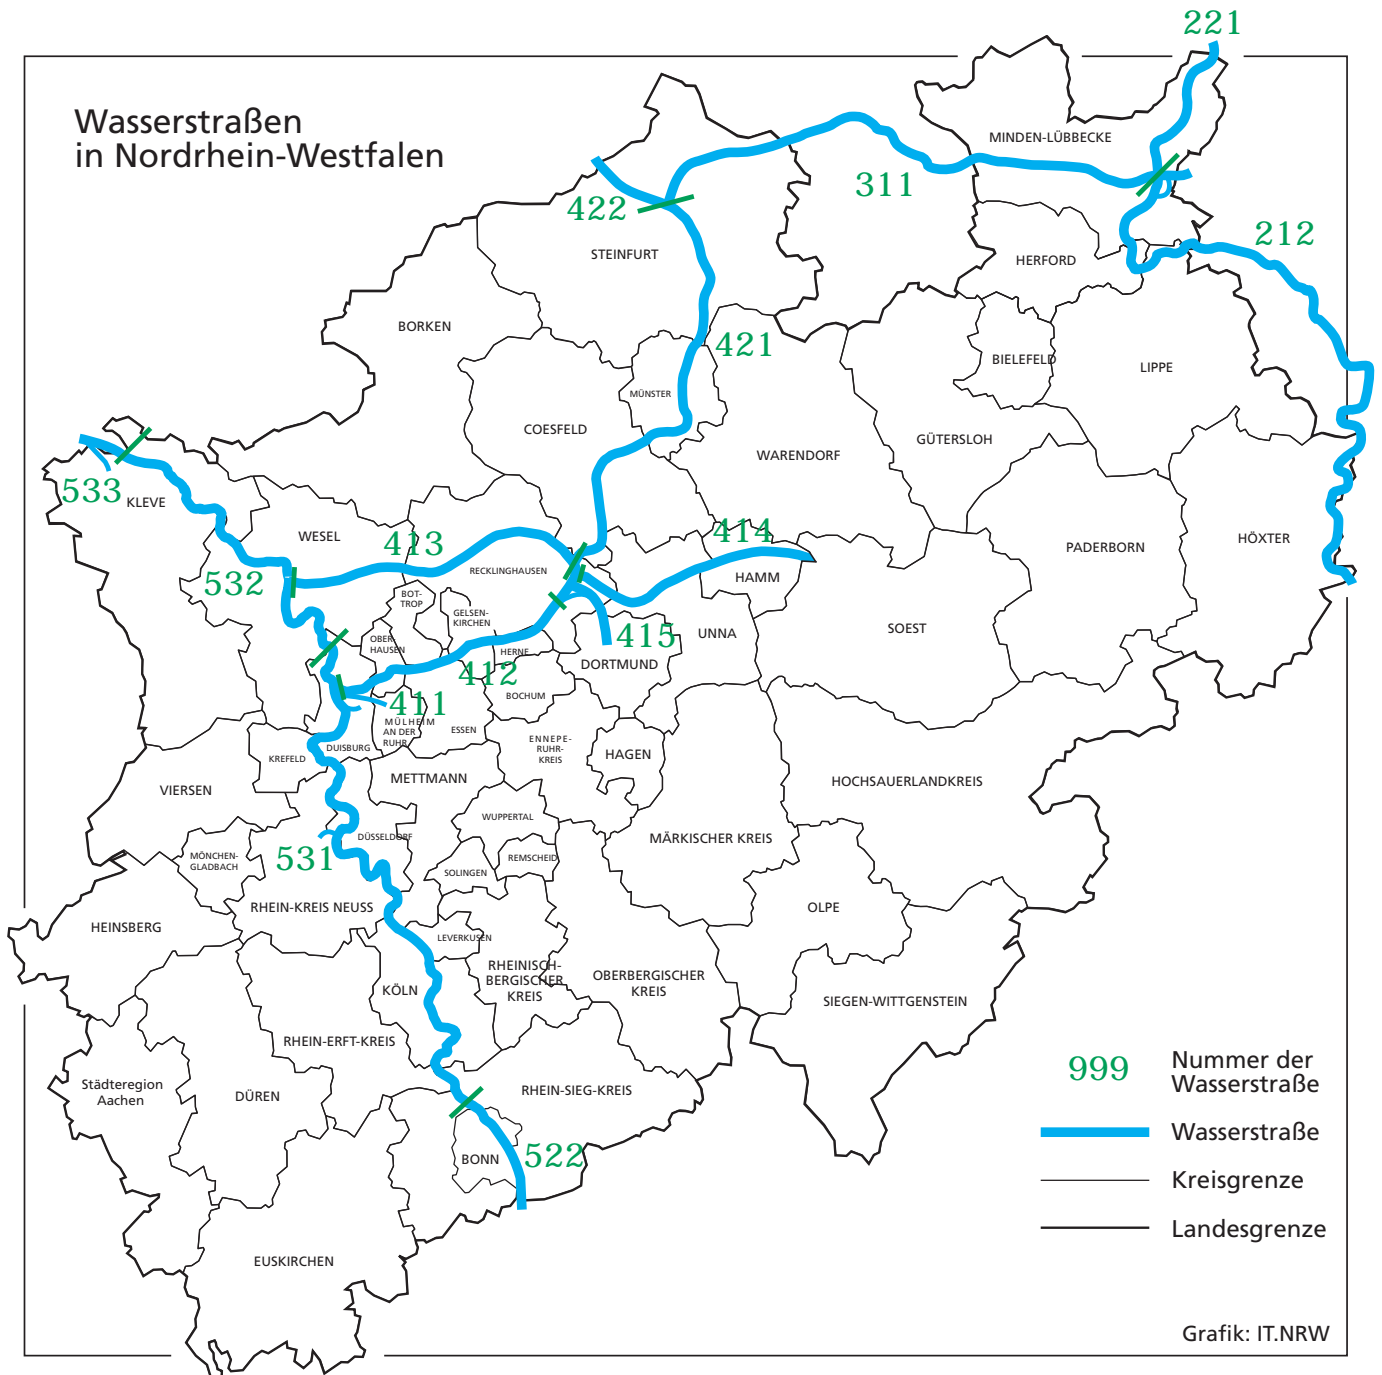 221
Wasserstraßen
in Nordrhein-Westfalen
MINDEN-LÜBBECKE
311
422
212
STEINFURT
HERFORD
BORKEN
421
BIELEFELD
LIPPE
MÜNSTER
COESFELD
GÜTERSLOH
WARENDORF
533
KLEVE
WESEL
413
414
HÖXTER
PADERBORN
532
RECKLINGHAUSEN
HAMM
BOT-
TROP
GELSEN-
KIRCHEN
OBER-
HAUSEN
HERNE
415
UNNA
SOEST
DORTMUND
412
BOCHUM
411
MÜLHEIM
AN DER
RUHR
ESSEN
ENNEPE-
RUHR-
KREIS
HAGEN
DUISBURG
KREFELD
METTMANN
HOCHSAUERLANDKREIS
VIERSEN
WUPPERTAL
DÜSSELDORF
MÄRKISCHER KREIS
531
MÖNCHEN-
GLADBACH
REMSCHEID
SOLINGEN
RHEIN-KREIS NEUSS
OLPE
HEINSBERG
LEVERKUSEN
RHEINISCH-
BERGISCHER
KREIS
OBERBERGISCHER
KREIS
KÖLN
SIEGEN-WITTGENSTEIN
RHEIN-ERFT-KREIS
Städteregion
Aachen
DÜREN
RHEIN-SIEG-KREIS
BONN
522
EUSKIRCHEN
999
Nummer der
Wasserstraße
Wasserstraße
Kreisgrenze
Landesgrenze
Grafik: IT.NRW